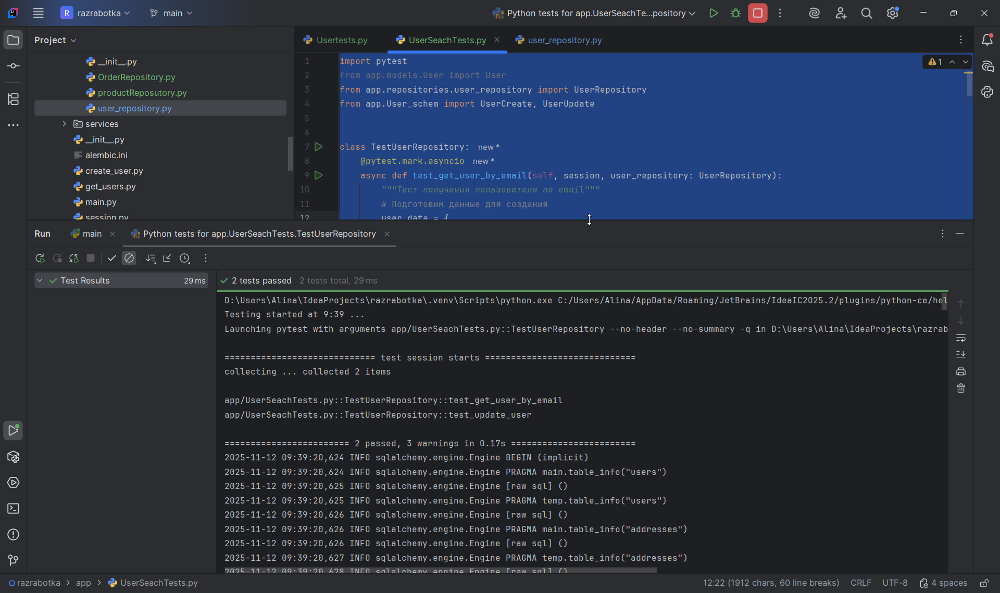 R razrabotka main Python tests for app.UserSeachTe...pository
Project
__init__.py
OrderRepository.py
productReposutory.py
user_repository.py
services
__init__.py
alembic.ini
create_user.py
get_users.py
main.py
session.py
Usertests.py UserSeachTests.py user_repository.py
1 import pytest
2 from app.models.User import User
3 from app.repositories.user_repository import UserRepository
4 from app.User_schem import UserCreate, UserUpdate
5
6
7 class TestUserRepository: new *
8 @pytest.mark.asyncio new *
9 async def test_get_user_by_email(self, session, user_repository: UserRepository):
10 """Тест получения пользователя по email"""
11 # Подготовим данные для создания
12 user_data = {
1
Run main Python tests for app.UserSeachTests.TestUserRepository
Test Results 29 ms
2 tests passed 2 tests total, 29 ms
D:\Users\Alina\IdeaProjects\razrabotka\.venv\Scripts\python.exe C:/Users/Alina/AppData/Roaming/JetBrains/IdeaIC2025.2/plugins/python-ce/hel
Testing started at 9:39 ...
Launching pytest with arguments app/UserSeachTests.py::TestUserRepository --no-header --no-summary -q in D:\Users\Alina\IdeaProjects\razrab
============================= test session starts =============================
collecting ... collected 2 items
app/UserSeachTests.py::TestUserRepository::test_get_user_by_email
app/UserSeachTests.py::TestUserRepository::test_update_user
======================== 2 passed, 3 warnings in 0.17s ========================
2025-11-12 09:39:20,624 INFO sqlalchemy.engine.Engine BEGIN (implicit)
2025-11-12 09:39:20,624 INFO sqlalchemy.engine.Engine PRAGMA main.table_info("users")
2025-11-12 09:39:20,625 INFO sqlalchemy.engine.Engine [raw sql] ()
2025-11-12 09:39:20,625 INFO sqlalchemy.engine.Engine PRAGMA temp.table_info("users")
2025-11-12 09:39:20,626 INFO sqlalchemy.engine.Engine [raw sql] ()
2025-11-12 09:39:20,626 INFO sqlalchemy.engine.Engine PRAGMA main.table_info("addresses")
2025-11-12 09:39:20,626 INFO sqlalchemy.engine.Engine [raw sql] ()
2025-11-12 09:39:20,627 INFO sqlalchemy.engine.Engine PRAGMA temp.table_info("addresses")
2025-11-12 09:39:20,628 INFO sqlalchemy.engine.Engine [raw sql] ()
razrabotka > app > UserSeachTests.py
12:22 (1912 chars, 60 line breaks) CRLF UTF-8 4 spaces